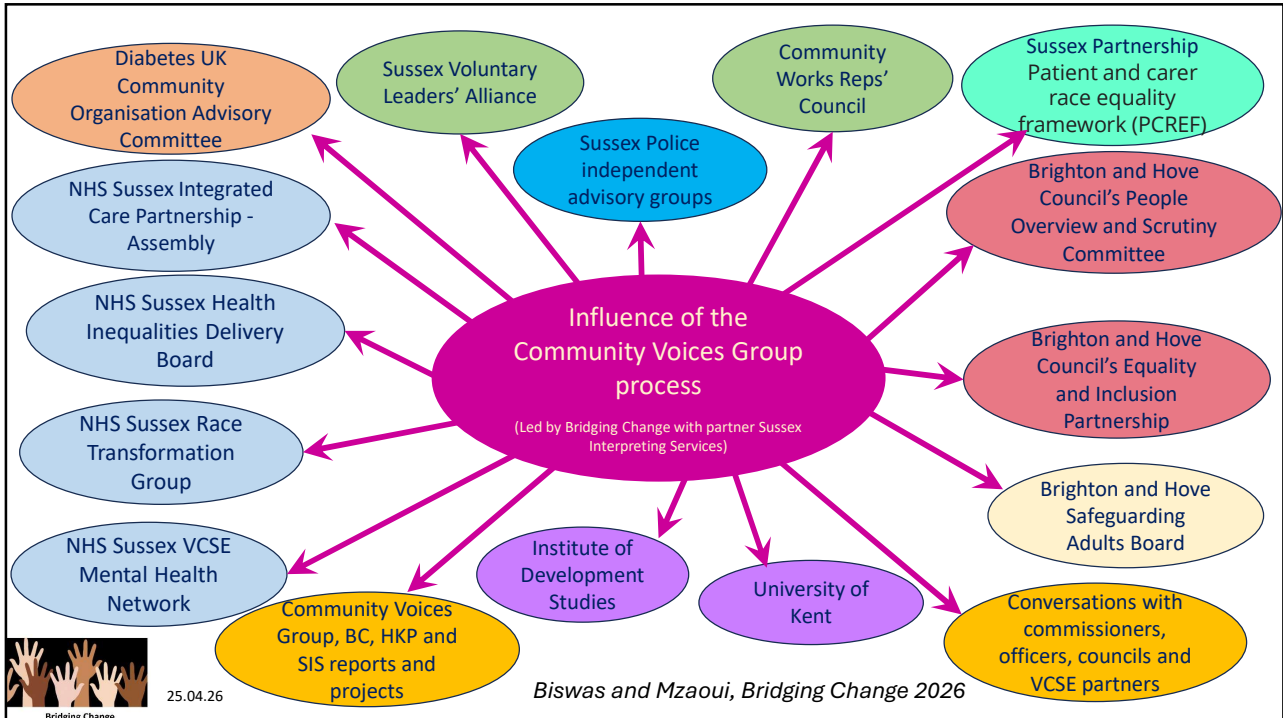 Diabetes UK
Community
Organisation Advisory
Committee
Sussex Voluntary
Leaders’ Alliance
Community
Works Reps’
Council
Sussex Partnership
Patient and carer
race equality
framework (PCREF)
Sussex Police
independent
advisory groups
NHS Sussex Integrated
Care Partnership -
Assembly
Brighton and Hove
Council’s People
Overview and Scrutiny
Committee
NHS Sussex Health
Inequalities Delivery
Board
Influence of the
Community Voices Group
process
(Led by Bridging Change with partner Sussex
Interpreting Services)
Brighton and Hove
Council’s Equality
and Inclusion
Partnership
NHS Sussex Race
Transformation
Group
Brighton and Hove
Safeguarding
Adults Board
NHS Sussex VCSE
Mental Health
Network
Institute of
Development
Studies
University of
Kent
Community Voices
Group, BC, HKP and
SIS reports and
projects
Conversations with
commissioners,
officers, councils and
VCSE partners
Bridging Change
25.04.26
Biswas and Mzaoui, Bridging Change 2026